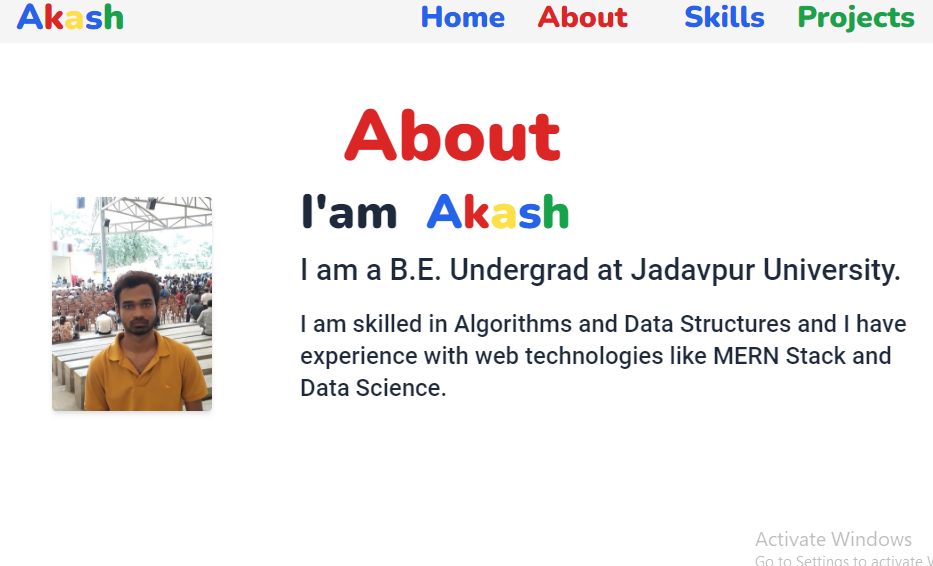 Akash Home About Skills Projects
About
I'am Akash
I am a B.E. Undergrad at Jadavpur University.
I am skilled in Algorithms and Data Structures and I have
experience with web technologies like MERN Stack and
Data Science.
Activate Windows
Go to Settings to activate